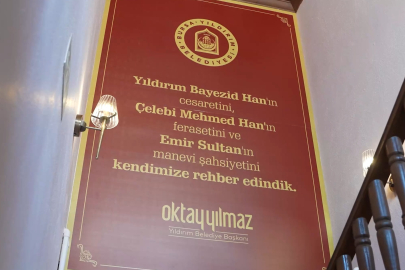 BURSA YILDIRIM
BELEDİYESİ
Yıldırım Bayezid Han'ın
cesaretini,
Çelebi Mehmed Han'ın
ferasetini ve
Emir Sultan'ın
manevi şahsiyetini
kendimize rehber edindik.
oktay yılmaz
Yıldırım Belediye Başkanı